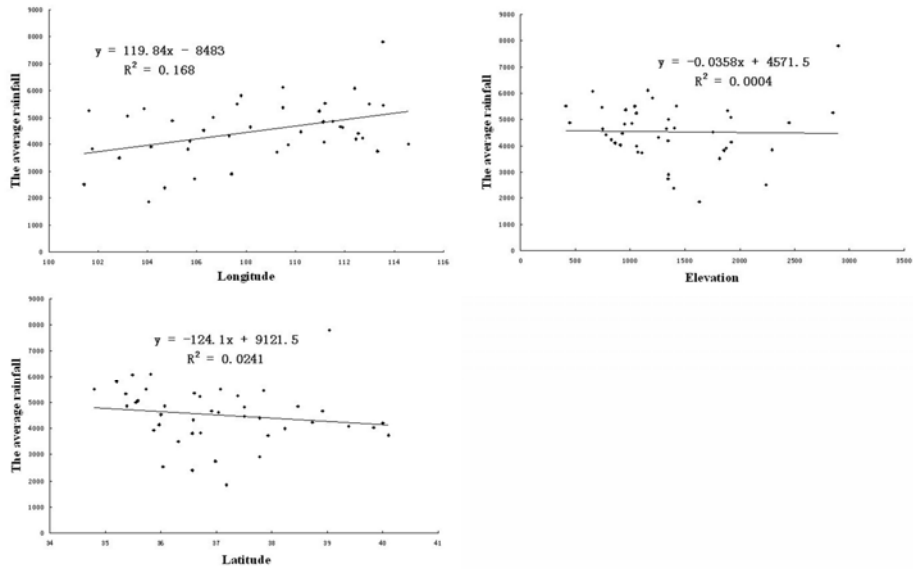 9000
8000
7000
6000
5000
4000
3000
2000
1000
0
The average rainfall
y = 119.84x - 8483
R² = 0.168
100 102 104 106 108 110 112 114 116
Longitude
9000
8000
7000
6000
5000
4000
3000
2000
1000
0
The average rainfall
y = -0.0358x + 4571.5
R² = 0.0004
0 500 1000 1500 2000 2500 3000 3500
Elevation
9000
8000
7000
6000
5000
4000
3000
2000
1000
0
The average rainfall
y = -124.1x + 9121.5
R² = 0.0241
34 35 36 37 38 39 40 41
Latitude